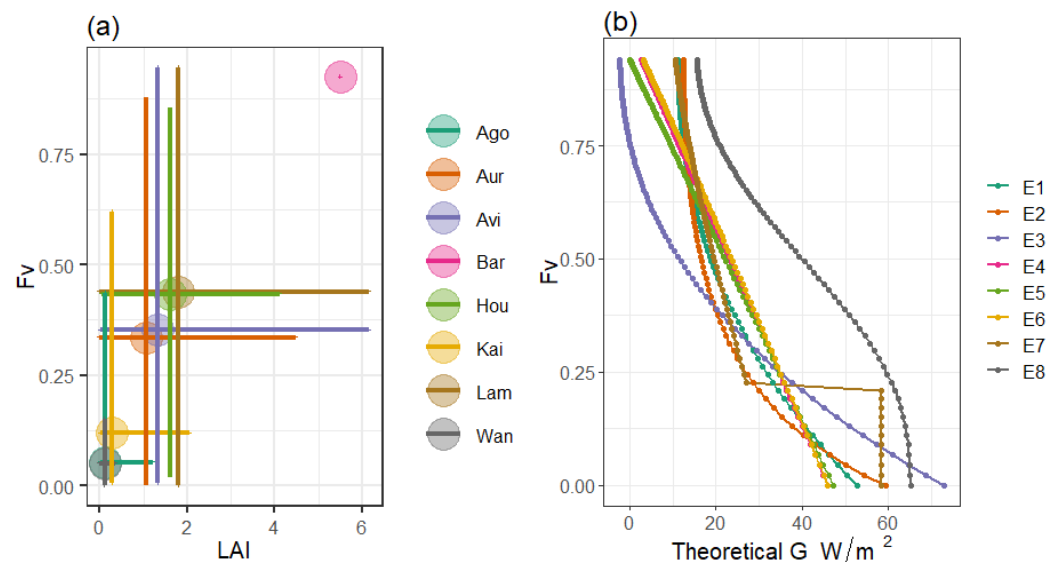 (a)
Fv
0.75
0.50
0.25
0.00
0
2
4
6
LAI
Ago
Aur
Avi
Bar
Hou
Kai
Lam
Wan
(b)
Fv
0.75
0.50
0.25
0.00
0
20
40
60
Theoretical G W/m²
E1
E2
E3
E4
E5
E6
E7
E8